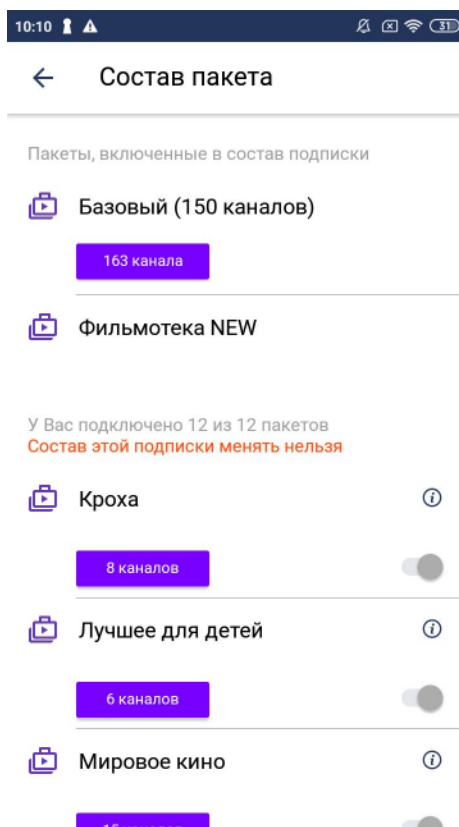 10:10 31
Состав пакета
Пакеты, включенные в состав подписки
Базовый (150 каналов)
163 канала
Фильмотека NEW
У Вас подключено 12 из 12 пакетов
Состав этой подписки менять нельзя
Кроха
8 каналов
Лучшее для детей
6 каналов
Мировое кино